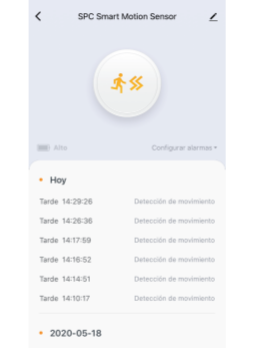 SPC Smart Motion Sensor
Alta Configurar alarmas
Hoy
Tarde 14:29:26 Detección de movimiento
Tarde 14:26:36 Detección de movimiento
Tarde 14:17:59 Detección de movimiento
Tarde 14:16:52 Detección de movimiento
Tarde 14:14:51 Detección de movimiento
Tarde 14:10:17 Detección de movimiento
2020-05-18